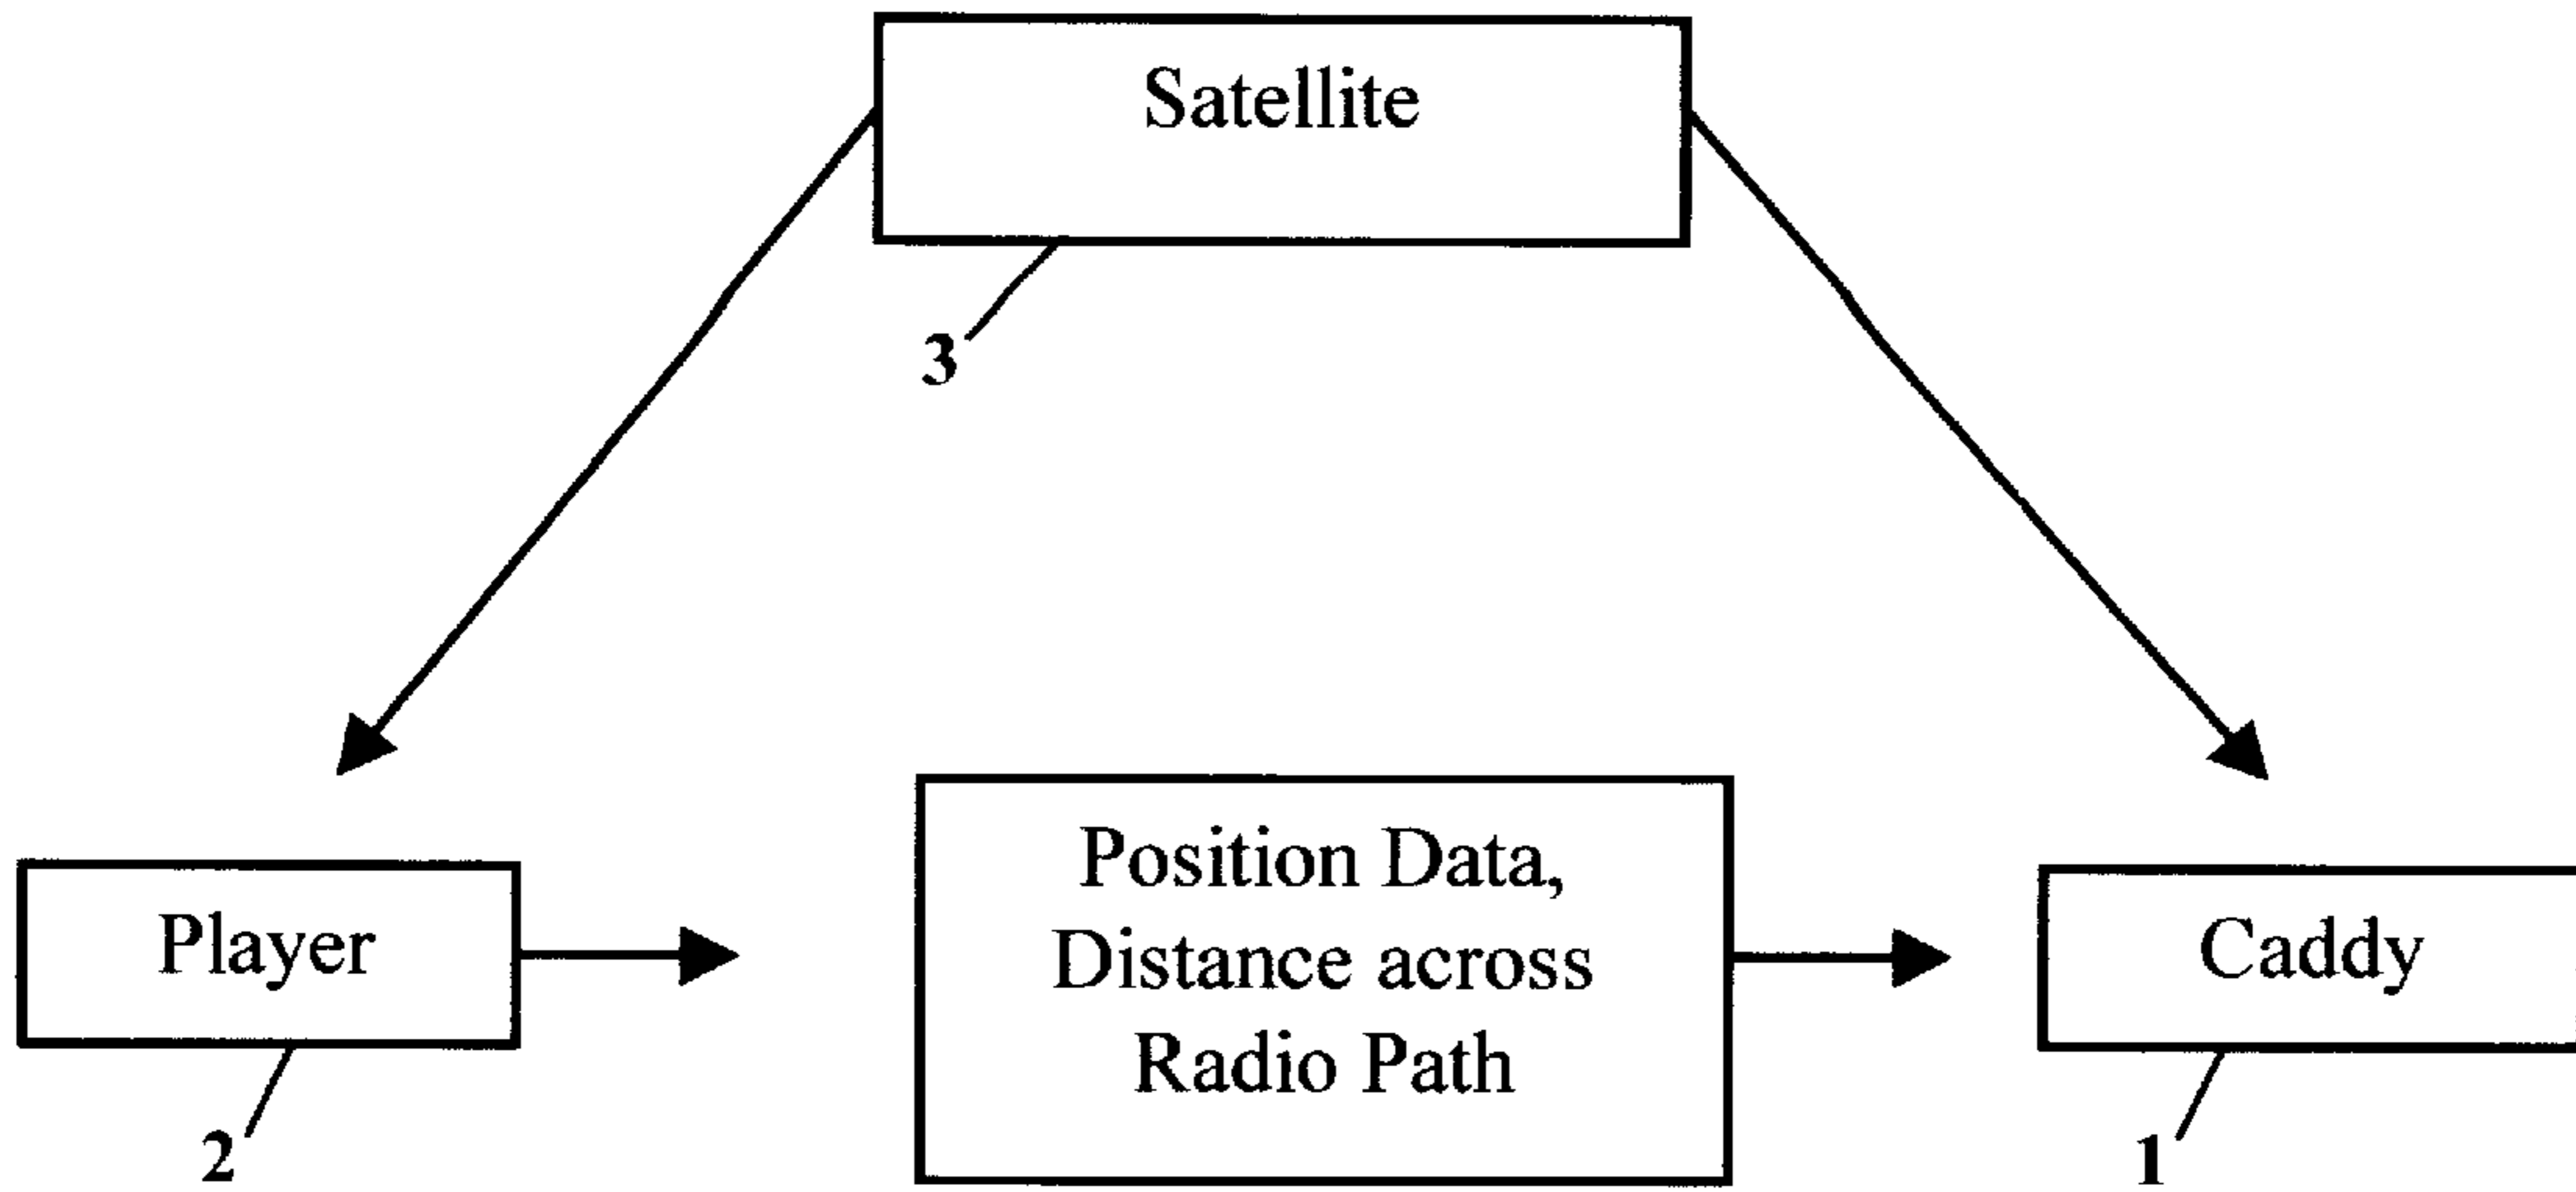 Satellite
3
Position Data,
Distance across
Radio Path
Player
Caddy
2
1